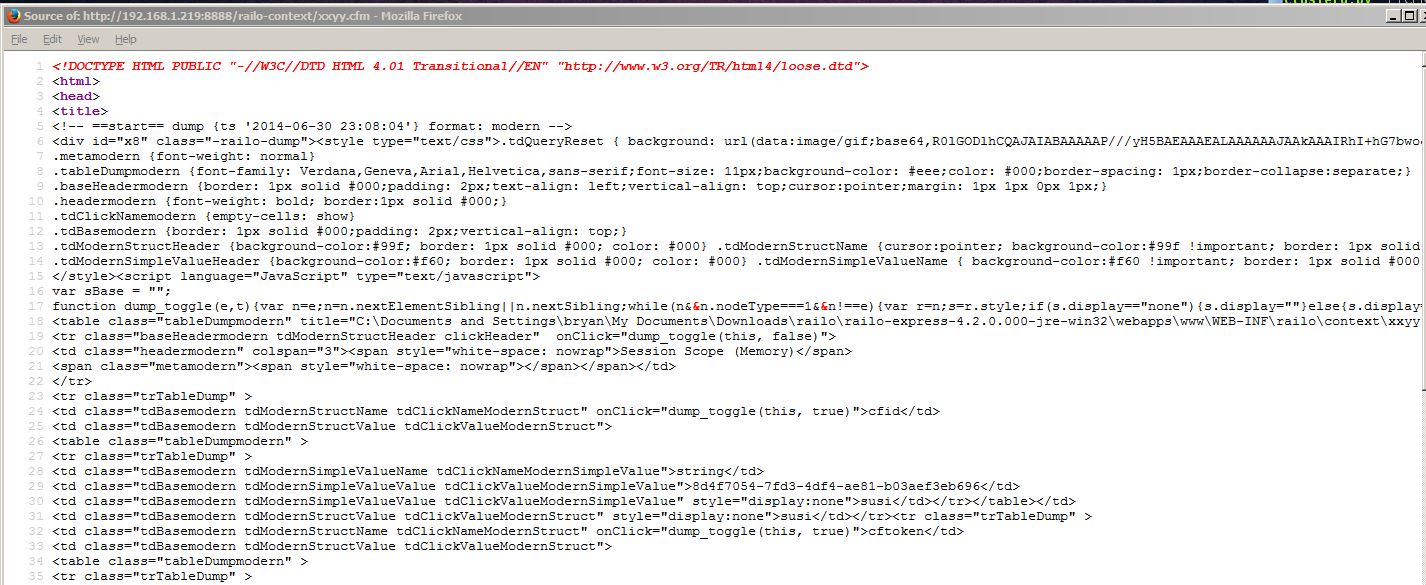 clusterd.py
Source of: http://192.168.1.219:8888/railo-context/xxyy.cfm - Mozilla Firefox
File Edit View Help
1 <!DOCTYPE HTML PUBLIC "-//W3C//DTD HTML 4.01 Transitional//EN" "http://www.w3.org/TR/html4/loose.dtd">
2 <html>
3 <head>
4 <title>
5 <!-- ==start== dump {ts '2014-06-30 23:08:04'} format: modern -->
6 <div id="x8" class="-railo-dump"><style type="text/css">.tdQueryReset { background: url(data:image/gif;base64,R0lGODlhCQAJAIABAAAAAP///yH5BAEAAAEALAAAAAAJAAkAAAIRhI+hG7bwo
7 .metamodern {font-weight: normal}
8 .tableDumpmodern {font-family: Verdana,Geneva,Arial,Helvetica,sans-serif;font-size: 11px;background-color: #eee;color: #000;border-spacing: 1px;border-collapse:separate;}
9 .baseHeadermodern {border: 1px solid #000;padding: 2px;text-align: left;vertical-align: top;cursor:pointer;margin: 1px 1px 0px 1px;}
10 .headermodern {font-weight: bold; border:1px solid #000;}
11 .tdClickNamemodern {empty-cells: show}
12 .tdBasemodern {border: 1px solid #000;padding: 2px;vertical-align: top;}
13 .tdModernStructHeader {background-color:#99f; border: 1px solid #000; color: #000} .tdModernStructName {cursor:pointer; background-color:#99f !important; border: 1px solid
14 .tdModernSimpleValueHeader {background-color:#f60; border: 1px solid #000; color: #000} .tdModernSimpleValueName { background-color:#f60 !important; border: 1px solid #000
15 </style><script language="JavaScript" type="text/javascript">
16 var sBase = "";
17 function dump_toggle(e,t){var n=e;n=n.nextElementSibling||n.nextSibling;while(n&&n.nodeType===1&&n!==e){var r=n;s=r.style;if(s.display=="none"){s.display=""}else{s.display=
18 <table class="tableDumpmodern" title="C:\Documents and Settings\bryan\My Documents\Downloads\railo\railo-express-4.2.0.000-jre-win32\webapps\www\WEB-INF\railo\context\xxyy
19 <tr class="baseHeadermodern tdModernStructHeader clickHeader"  onClick="dump_toggle(this, false)">
20 <td class="headermodern" colspan="3"><span style="white-space: nowrap">Session Scope (Memory)</span>
21 <span class="metamodern"><span style="white-space: nowrap"></span></span></td>
22 </tr>
23 <tr class="trTableDump" >
24 <td class="tdBasemodern tdModernStructName tdClickNameModernStruct" onClick="dump_toggle(this, true)">cfid</td>
25 <td class="tdBasemodern tdModernStructValue tdClickValueModernStruct">
26 <table class="tableDumpmodern" >
27 <tr class="trTableDump" >
28 <td class="tdBasemodern tdModernSimpleValueName tdClickNameModernSimpleValue">string</td>
29 <td class="tdBasemodern tdModernSimpleValueValue tdClickValueModernSimpleValue">8d4f7054-7fd3-4df4-ae81-b03aef3eb696</td>
30 <td class="tdBasemodern tdModernSimpleValueValue tdClickValueModernSimpleValue" style="display:none">susi</td></tr></table></td>
31 <td class="tdBasemodern tdModernStructValue tdClickValueModernStruct" style="display:none">susi</td></tr><tr class="trTableDump" >
32 <td class="tdBasemodern tdModernStructName tdClickNameModernStruct" onClick="dump_toggle(this, true)">cftoken</td>
33 <td class="tdBasemodern tdModernStructValue tdClickValueModernStruct">
34 <table class="tableDumpmodern" >
35 <tr class="trTableDump" >